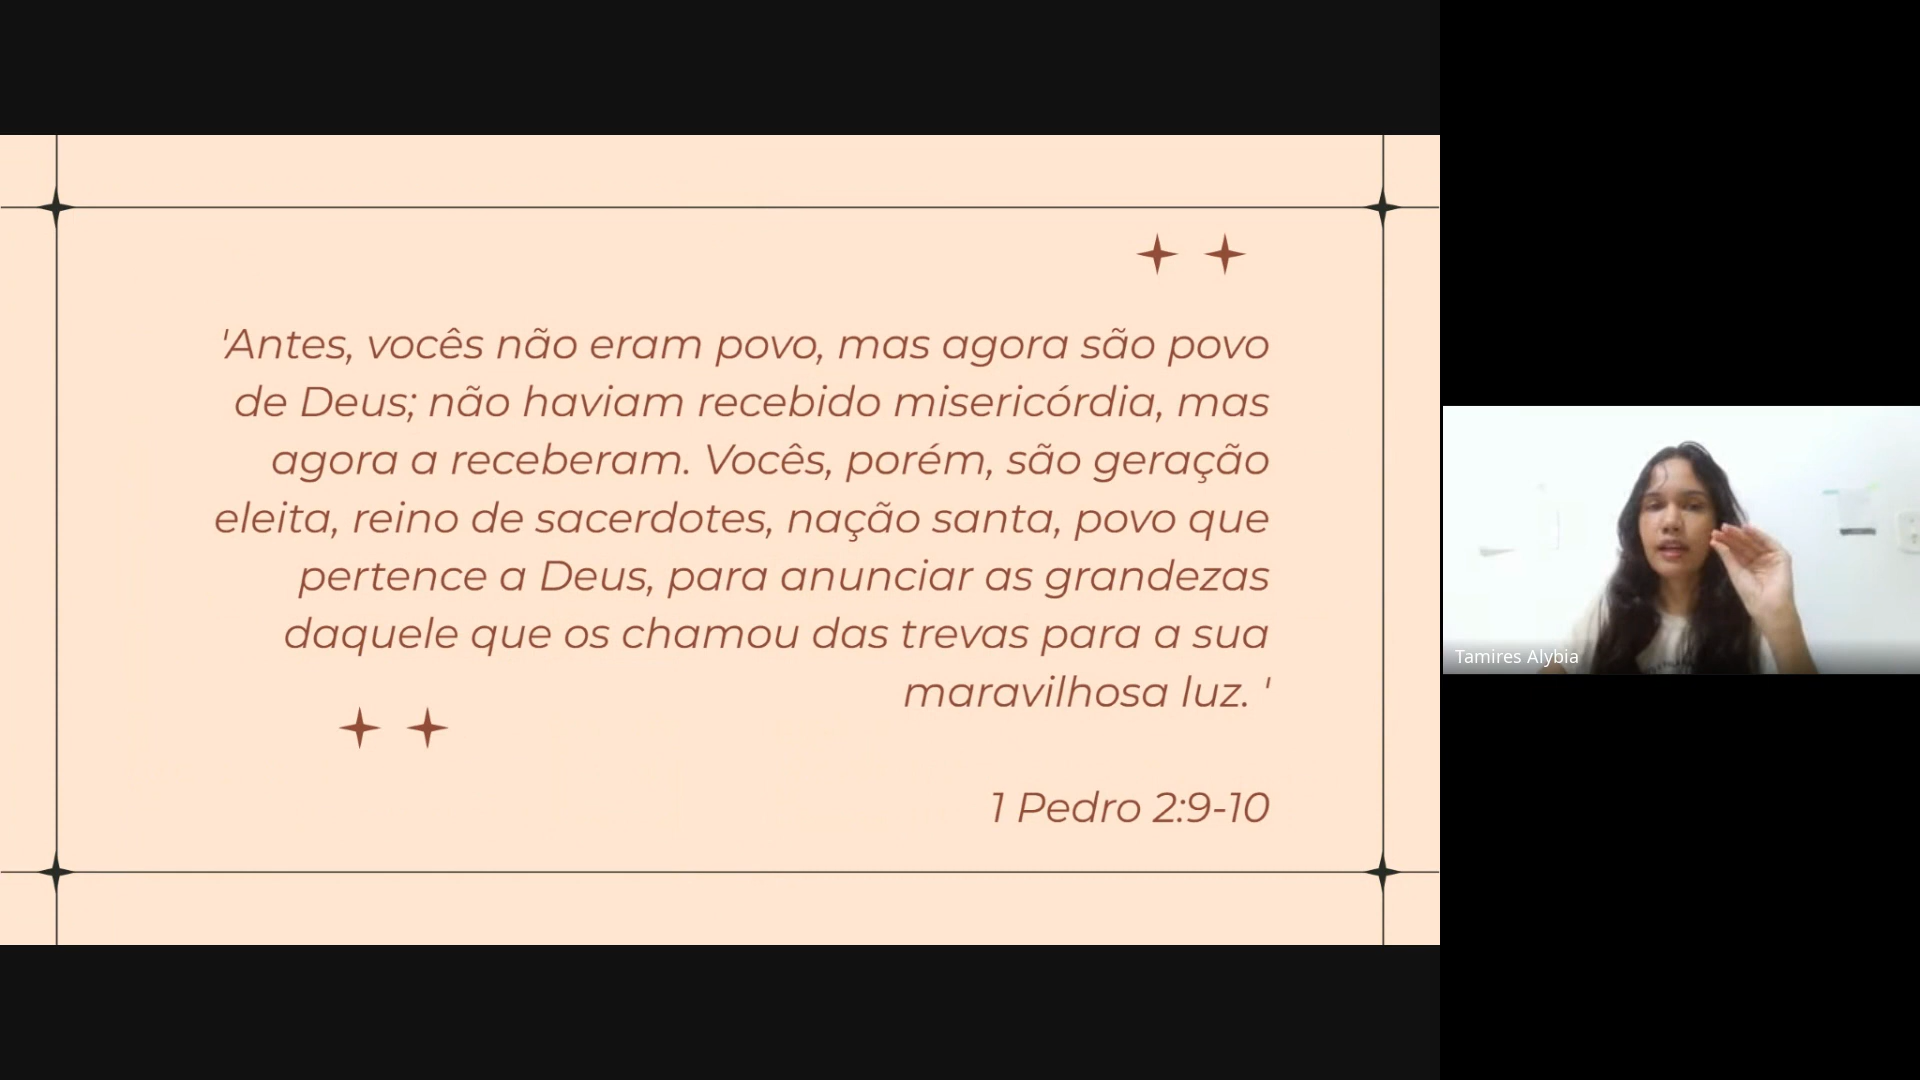 'Antes, vocês não eram povo, mas agora são povo
de Deus; não haviam recebido misericórdia, mas
agora a receberam. Vocês, porém, são geração
eleita, reino de sacerdotes, nação santa, povo que
pertence a Deus, para anunciar as grandezas
daquele que os chamou das trevas para a sua
maravilhosa luz. '
1 Pedro 2:9-10
Tamires Alybia